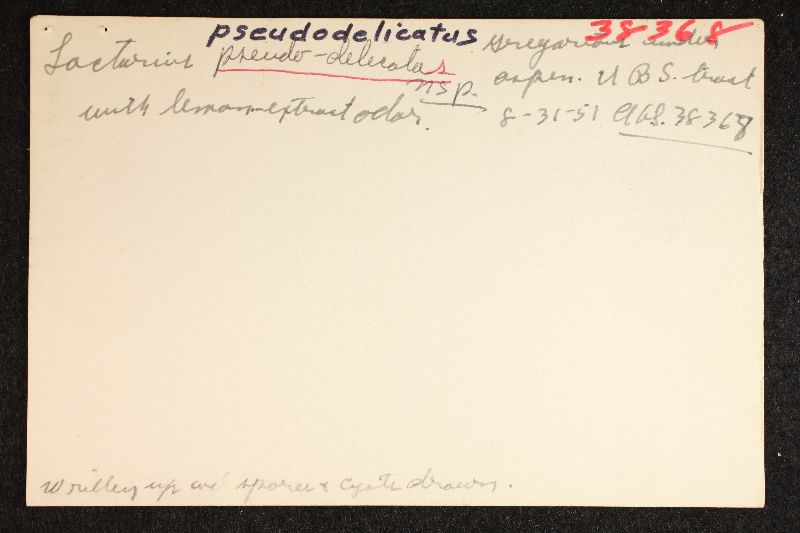 pseudodelicatus 38368
Lactarius pseudo-delicatus gregarious under
n sp. aspen. U B S. tract
with lemon-extract odor. 8-31-51 AHS. 38368
Written up and spores & cysts drawn.